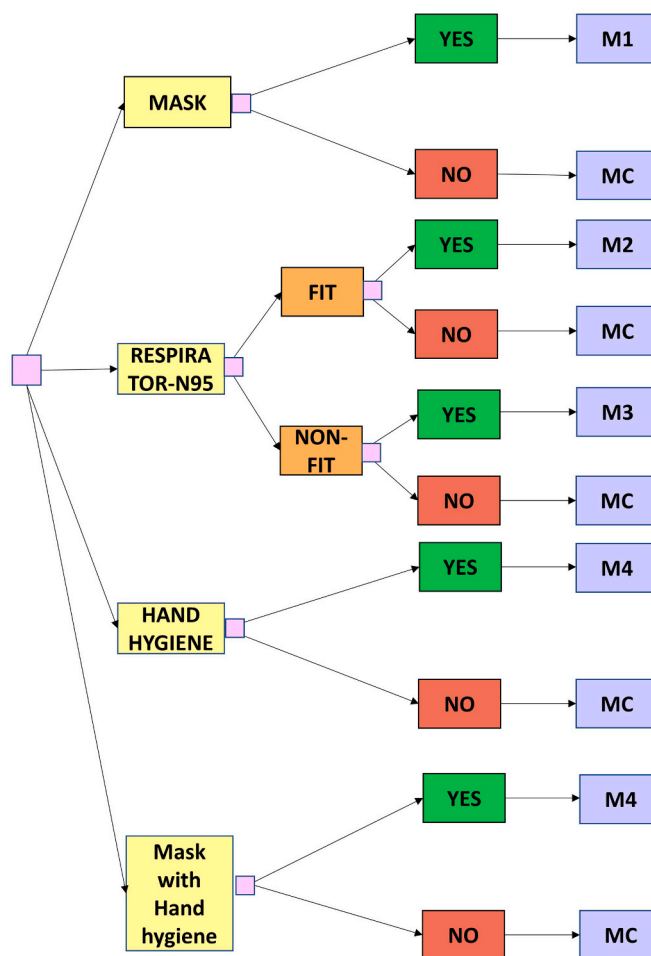 YES
M1
MASK
NO
MC
YES
M2
FIT
NO
MC
RESPIRA
TOR-N95
YES
M3
NON-
FIT
NO
MC
YES
M4
HAND
HYGIENE
NO
MC
YES
M4
Mask
with
Hand
hygiene
NO
MC